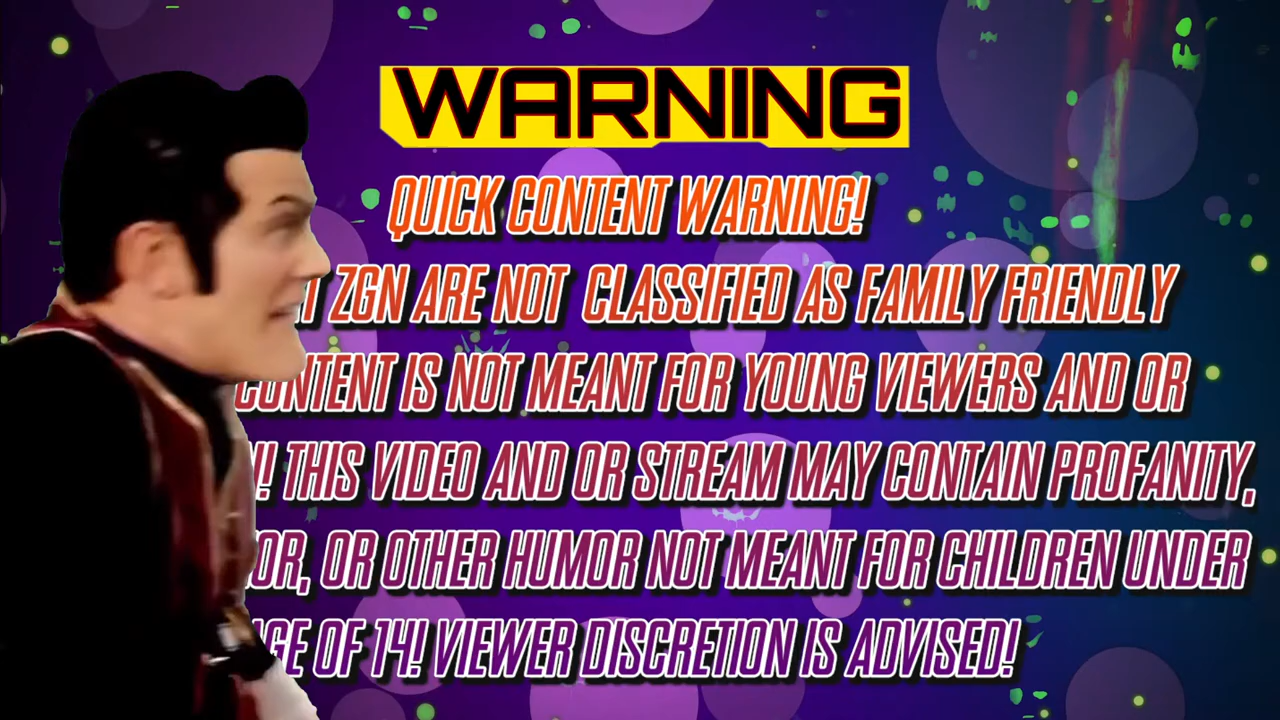 WARNING
QUICK CONTENT WARNING!
ZGN ARE NOT CLASSIFIED AS FAMILY FRIENDLY
CONTENT IS NOT MEANT FOR YOUNG VIEWERS AND OR
THIS VIDEO AND OR STREAM MAY CONTAIN PROFANITY,
OR OTHER HUMOR NOT MEANT FOR CHILDREN UNDER
OF 14! VIEWER DISCRETION IS ADVISED!